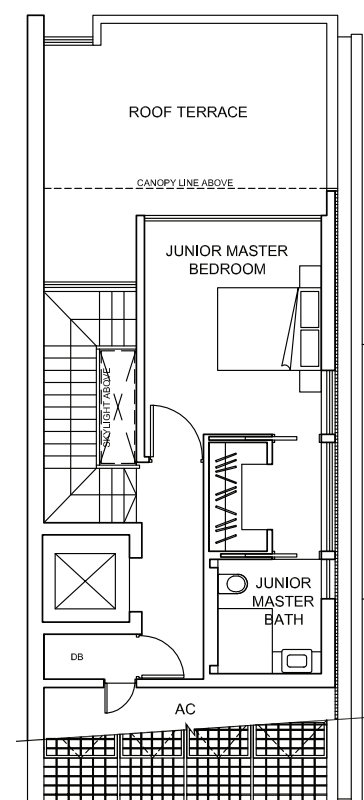 ROOF TERRACE
CANOPY LINE ABOVE
JUNIOR MASTER
BEDROOM
SKYLIGHT ABOVE
JUNIOR
MASTER
BATH
DB
AC